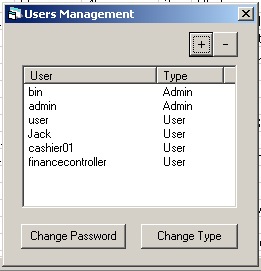 Users Management
+ -
User Type
bin Admin
admin Admin
user User
Jack User
cashier01 User
financecontroller User
Change Password Change Type